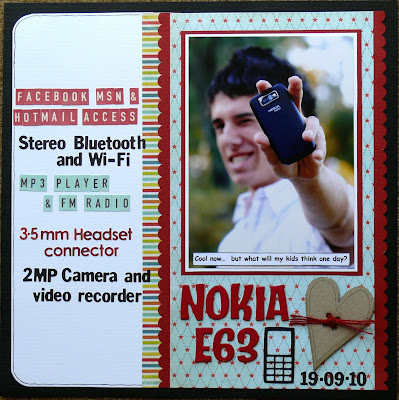 FACEBOOK MSN &
HOTMAIL ACCESS
Stereo Bluetooth
and Wi-Fi
MP3 PLAYER
& FM RADIO
3.5mm Headset
connector
2MP Camera and
video recorder
NOKIA
Cool now... but what will my kids think one day?
NOKIA
E63
19·09·10